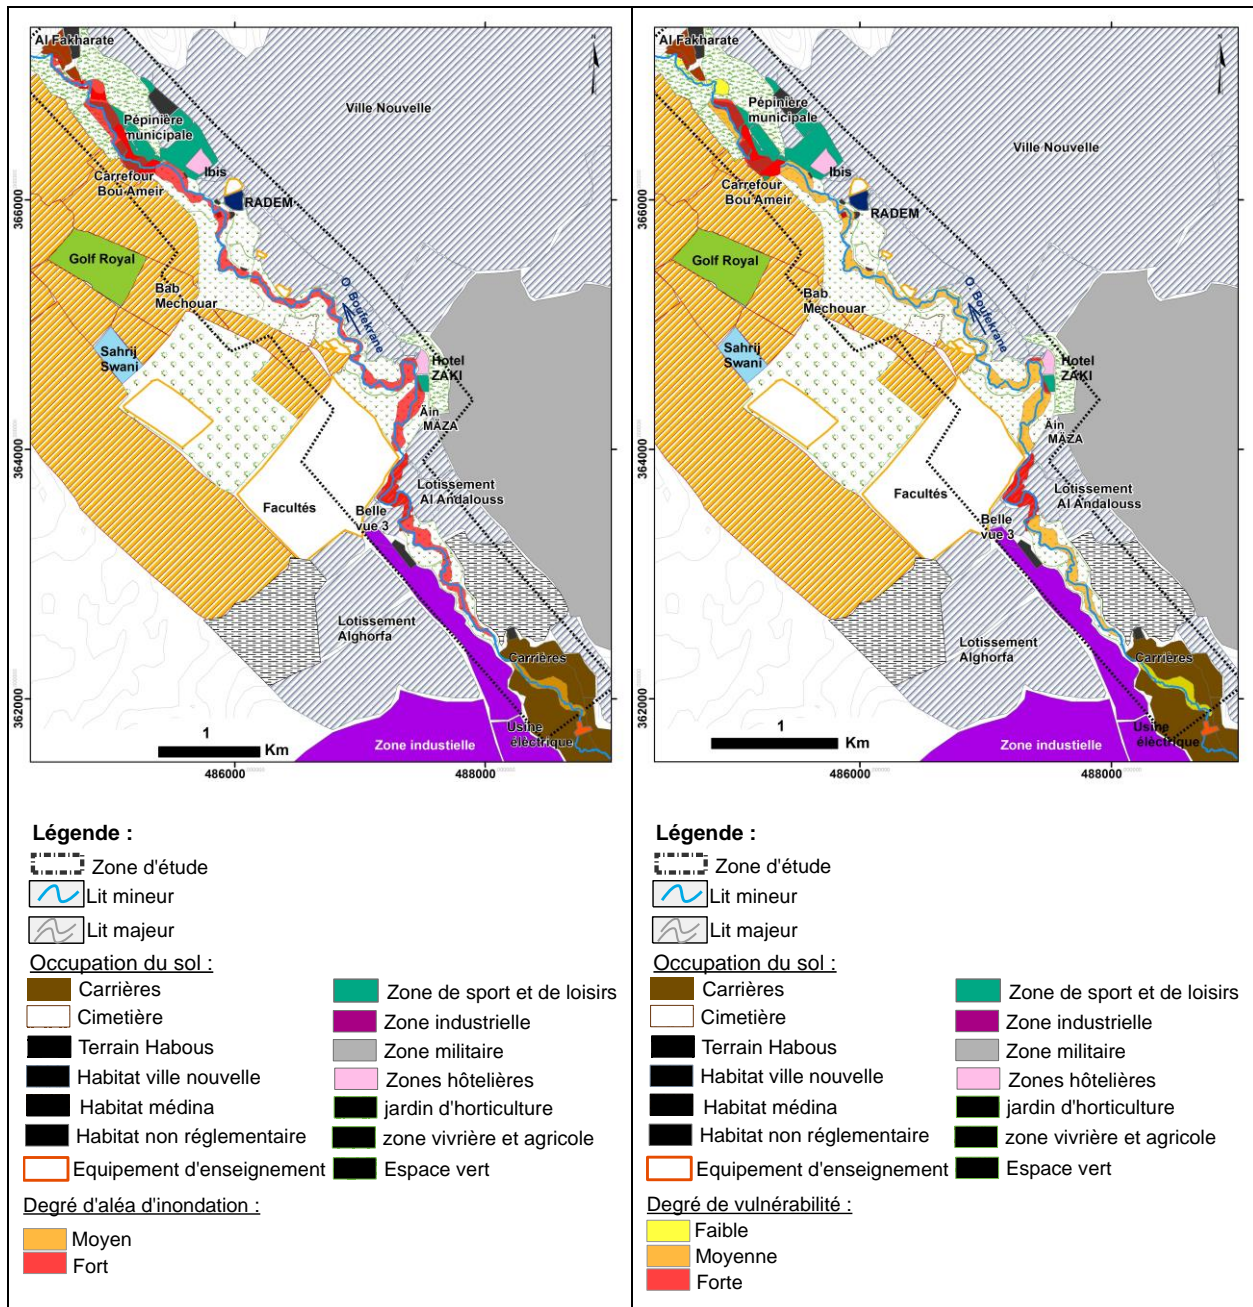 Al Fakharate
N
Ville Nouvelle
Pépinière
municipale
Ibis
Carrefour
Bou Ameir
RADEM
366000
Golf Royal
Bab
Mechouar
O. Boufekrane
Sahrij
Swani
Hotel
ZAKI
Äin
MÄZA
364000
Lotissement
Al Andalouss
Facultés
Belle
vue 3
Lotissement
Alghorfa
Carrières
362000
Usine
éléctrique
1
Km
Zone industielle
486000
488000
Légende :
Zone d'étude
Lit mineur
Lit majeur
Occupation du sol :
Carrières
Cimetière
Terrain Habous
Habitat ville nouvelle
Habitat médina
Habitat non réglementaire
Equipement d'enseignement
Zone de sport et de loisirs
Zone industrielle
Zone militaire
Zones hôtelières
jardin d'horticulture
zone vivrière et agricole
Espace vert
Degré d'aléa d'inondation :
Moyen
Fort
Al Fakharate
N
Ville Nouvelle
Pépinière
municipale
Ibis
Carrefour
Bou Ameir
RADEM
366000
Golf Royal
Bab
Mechouar
O. Boufekrane
Sahrij
Swani
Hotel
ZAKI
Äin
MÄZA
364000
Lotissement
Al Andalouss
Facultés
Belle
vue 3
Lotissement
Alghorfa
Carrières
362000
Usine
éléctrique
1
Km
Zone industielle
486000
488000
Légende :
Zone d'étude
Lit mineur
Lit majeur
Occupation du sol :
Carrières
Cimetière
Terrain Habous
Habitat ville nouvelle
Habitat médina
Habitat non réglementaire
Equipement d'enseignement
Zone de sport et de loisirs
Zone industrielle
Zone militaire
Zones hôtelières
jardin d'horticulture
zone vivrière et agricole
Espace vert
Degré de vulnérabilité :
Faible
Moyenne
Forte